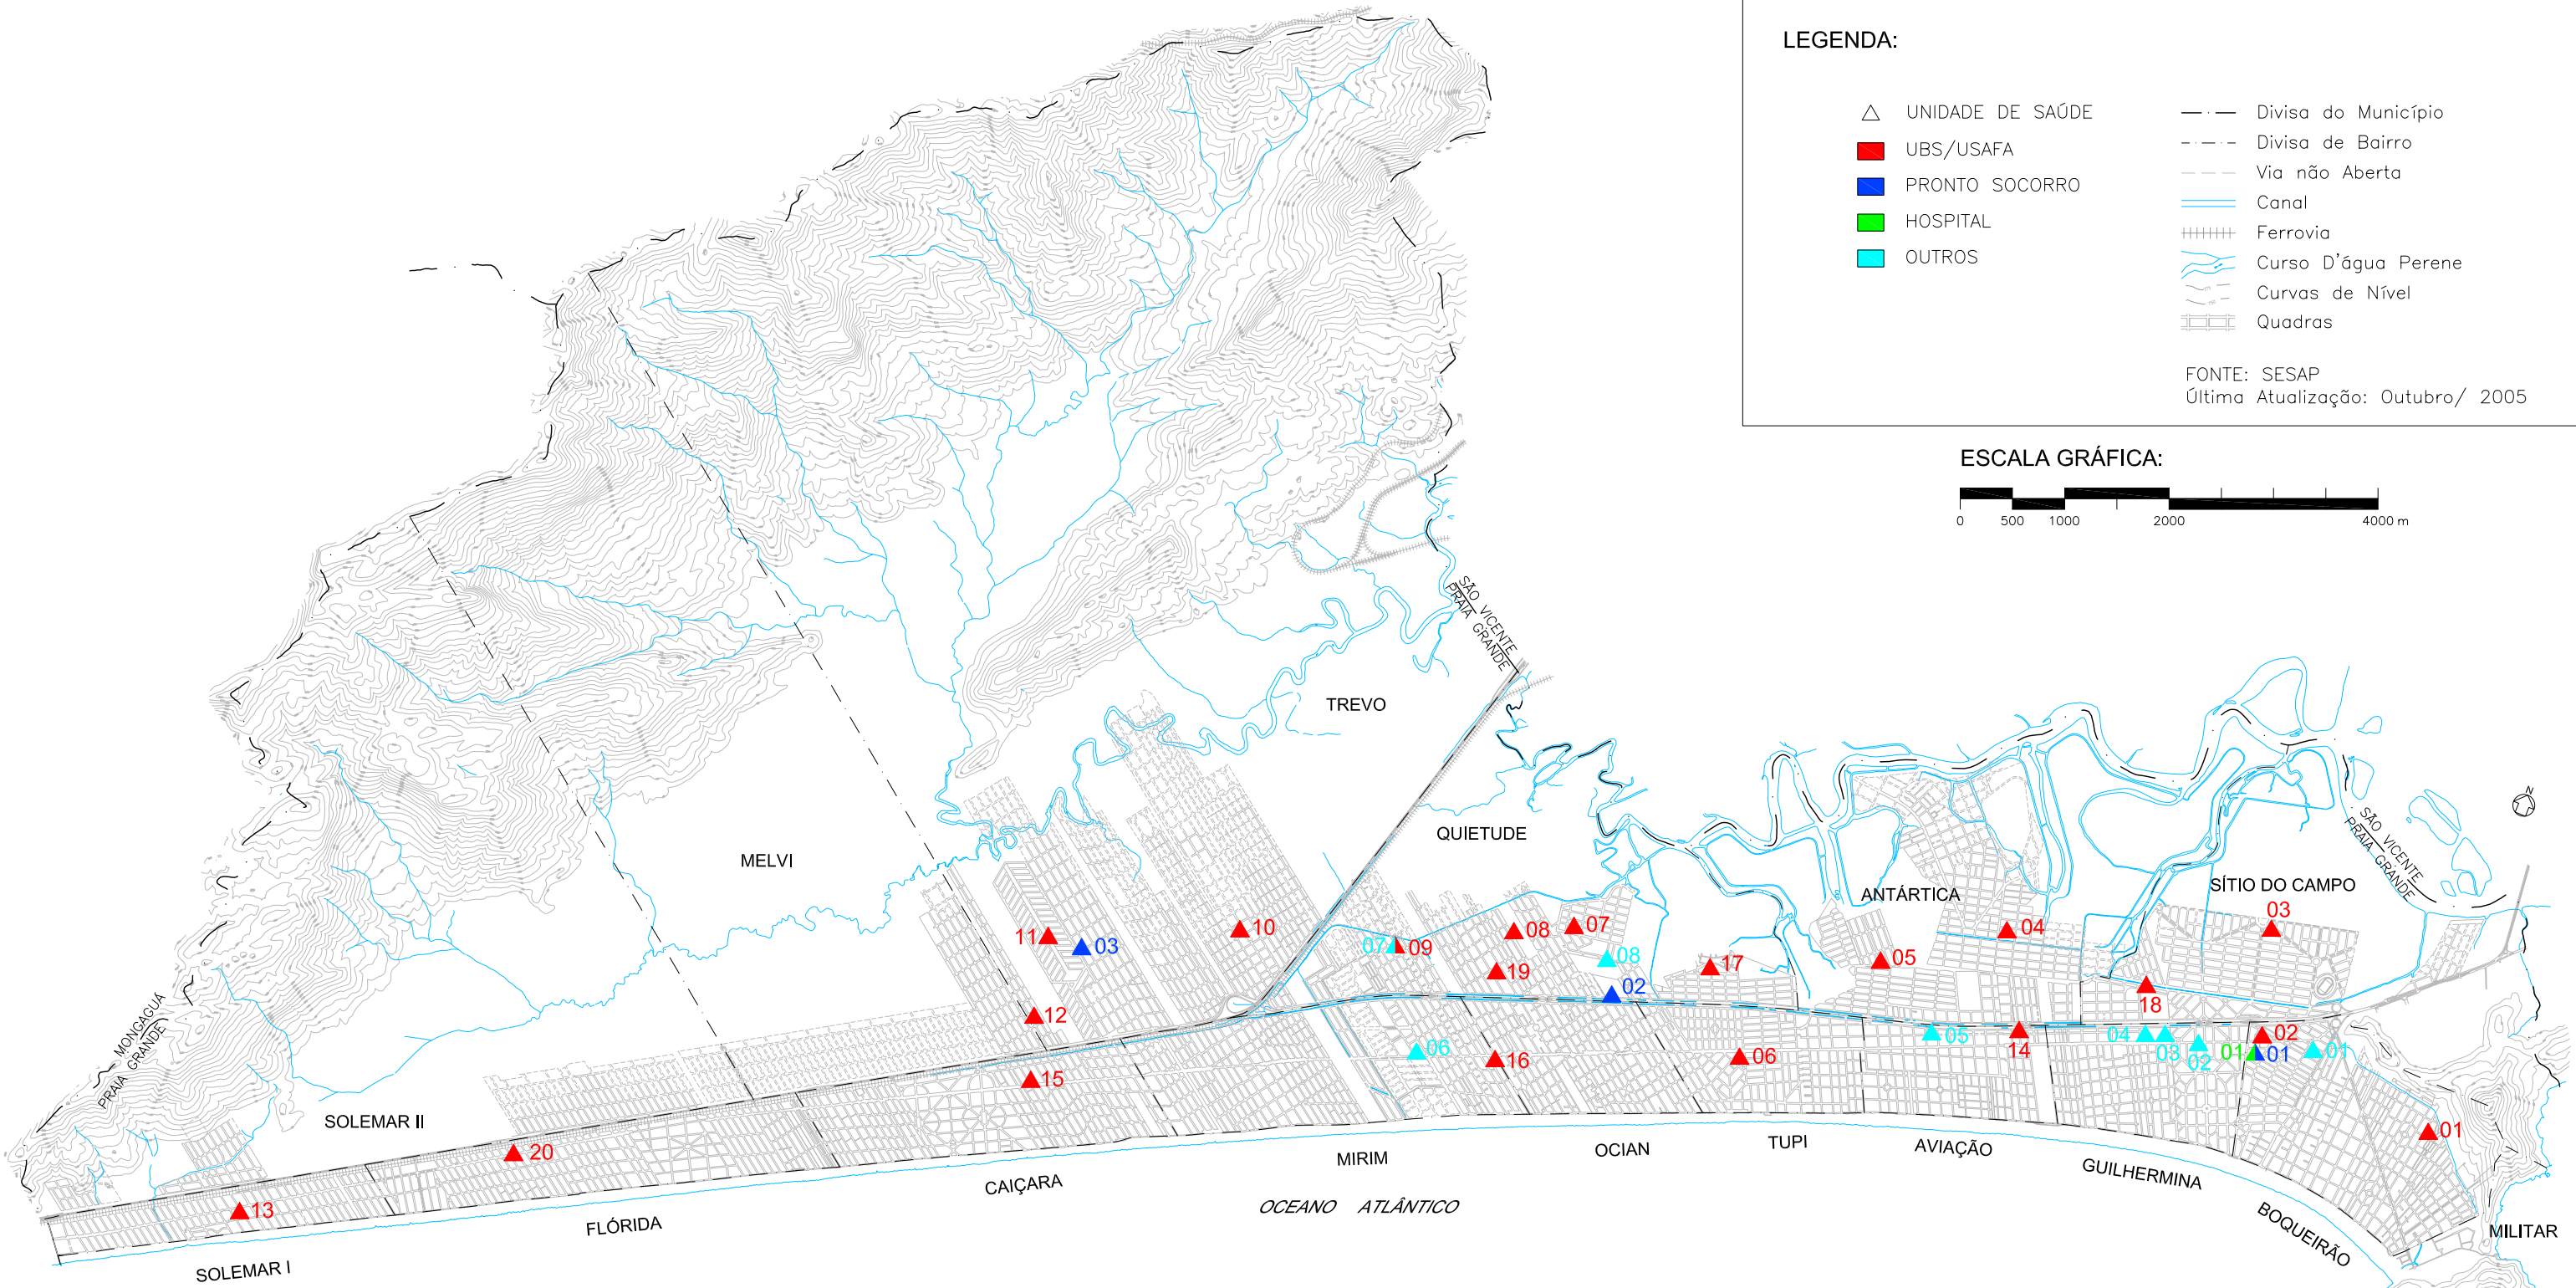 LEGENDA:
UNIDADE DE SAÚDE
UBS/USAFA
PRONTO SOCORRO
HOSPITAL
OUTROS
Divisa do Município
Divisa de Bairro
Via não Aberta
Canal
Ferrovia
Curso D'água Perene
Curvas de Nível
Quadras
FONTE: SESAP
Última Atualização: Outubro/ 2005
ESCALA GRÁFICA:
0 500 1000 2000 4000 m
SÃO VICENTE
PRAIA GRANDE
TREVO
QUIETUDE
MELVI
N
SÃO VICENTE
PRAIA GRANDE
ANTÁRTICA
SÍTIO DO CAMPO
03
11
03
10
07
09
08
07
08
19
02
17
05
04
18
MONGAGUÁ
PRAIA GRANDE
12
15
06
16
06
05
14
04
03
02
01
01
02
01
01
SOLEMAR II
20
13
SOLEMAR I
FLÓRIDA
CAIÇARA
MIRIM
OCIAN
TUPI
AVIAÇÃO
GUILHERMINA
BOQUEIRÃO
MILITAR
OCEANO ATLÂNTICO